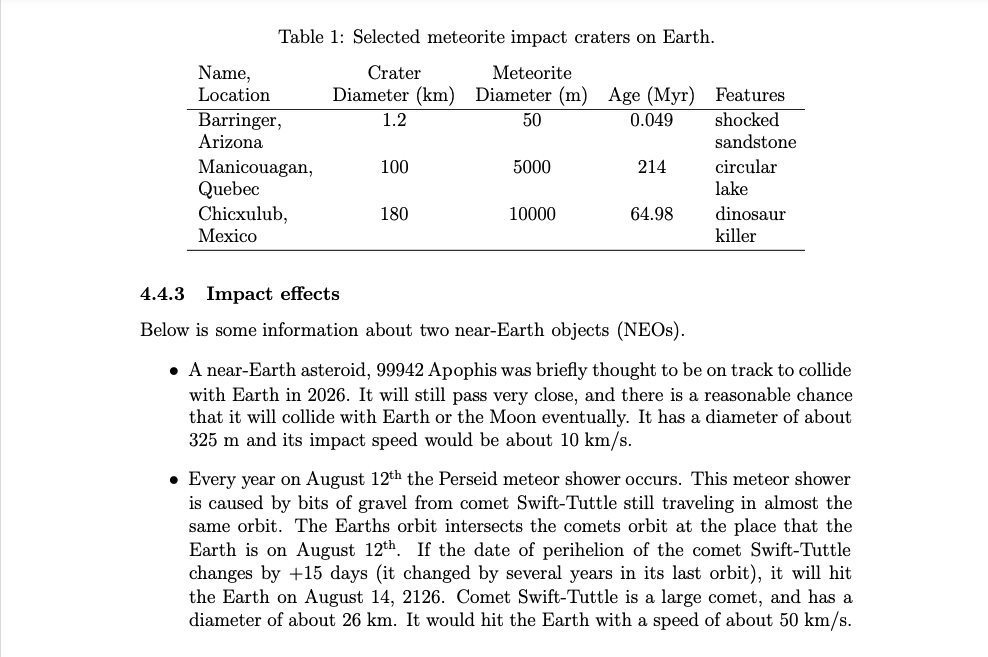 Table 1: Selected meteorite impact craters on Earth.
Name, Crater Meteorite
Location Diameter (km) Diameter (m) Age (Myr) Features
Barringer, 1.2 50 0.049 shocked
Arizona sandstone
Manicouagan, 100 5000 214 circular
Quebec lake
Chicxulub, 180 10000 64.98 dinosaur
Mexico killer
4.4.3 Impact effects
Below is some information about two near-Earth objects (NEOs).
• A near-Earth asteroid, 99942 Apophis was briefly thought to be on track to collide
with Earth in 2026. It will still pass very close, and there is a reasonable chance
that it will collide with Earth or the Moon eventually. It has a diameter of about
325 m and its impact speed would be about 10 km/s.
• Every year on August 12th the Perseid meteor shower occurs. This meteor shower
is caused by bits of gravel from comet Swift-Tuttle still traveling in almost the
same orbit. The Earths orbit intersects the comets orbit at the place that the
Earth is on August 12th. If the date of perihelion of the comet Swift-Tuttle
changes by +15 days (it changed by several years in its last orbit), it will hit
the Earth on August 14, 2126. Comet Swift-Tuttle is a large comet, and has a
diameter of about 26 km. It would hit the Earth with a speed of about 50 km/s.